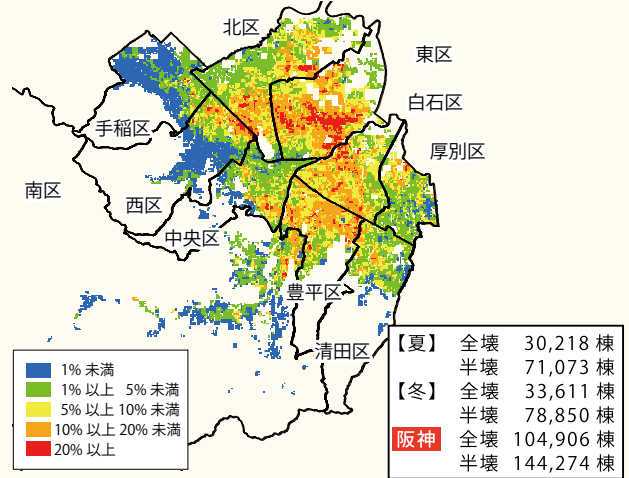 北区
東区
白石区
手稲区
厚別区
南区
西区
中央区
豊平区
清田区
1% 未満
1% 以上 5% 未満
5% 以上 10% 未満
10% 以上 20% 未満
20% 以上
【夏】 全壊 30,218 棟
半壊 71,073 棟
【冬】 全壊 33,611 棟
半壊 78,850 棟
阪神 全壊 104,906 棟
半壊 144,274 棟